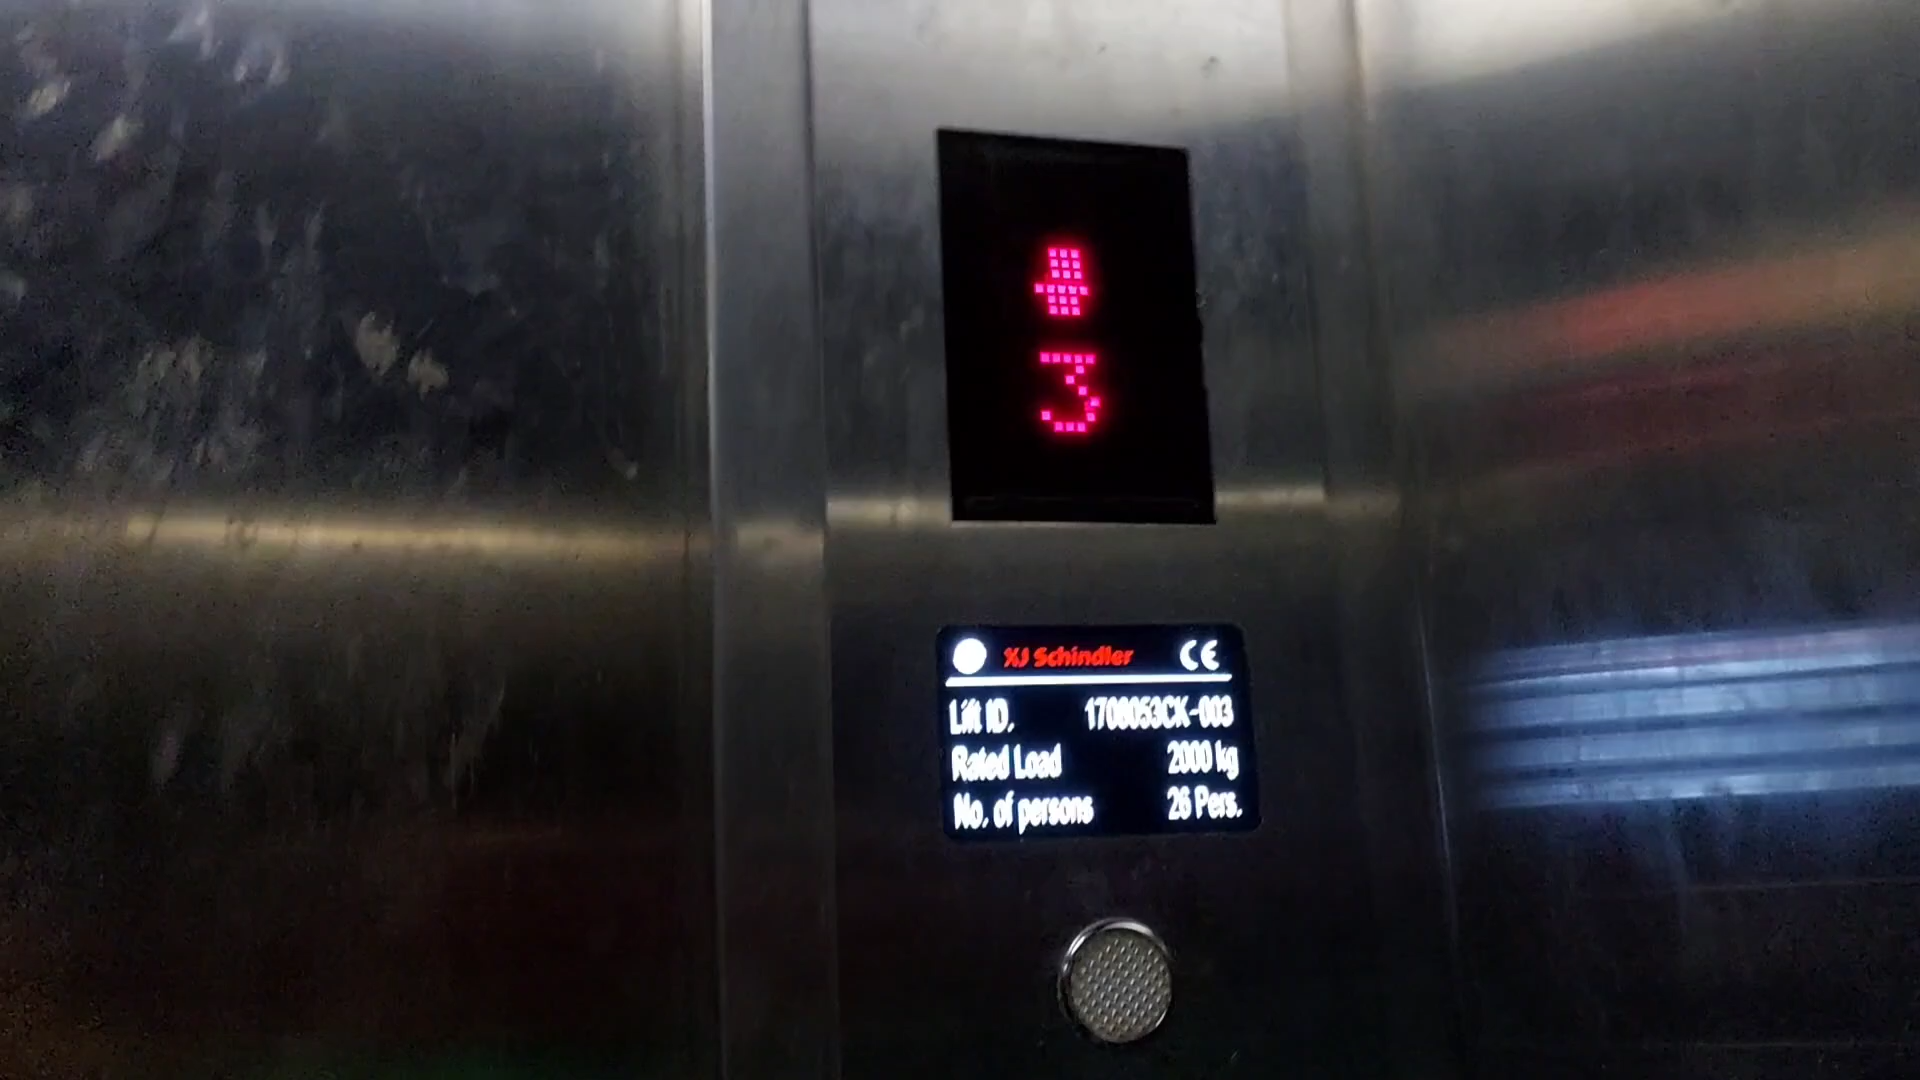 3
XJ Schindler CE
Lift ID. 1708053CK-003
Rated Load 2000 kg
No. of persons 26 Pers.